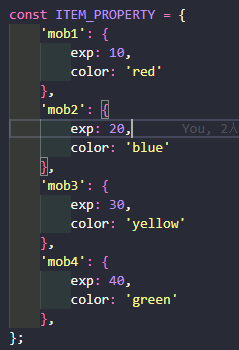 const ITEM_PROPERTY = {
    'mob1': {
        exp: 10,
        color: 'red'
    },
    'mob2': {
        exp: 20,    You, 2人
        color: 'blue'
    },
    'mob3': {
        exp: 30,
        color: 'yellow'
    },
    'mob4': {
        exp: 40,
        color: 'green'
    },
};